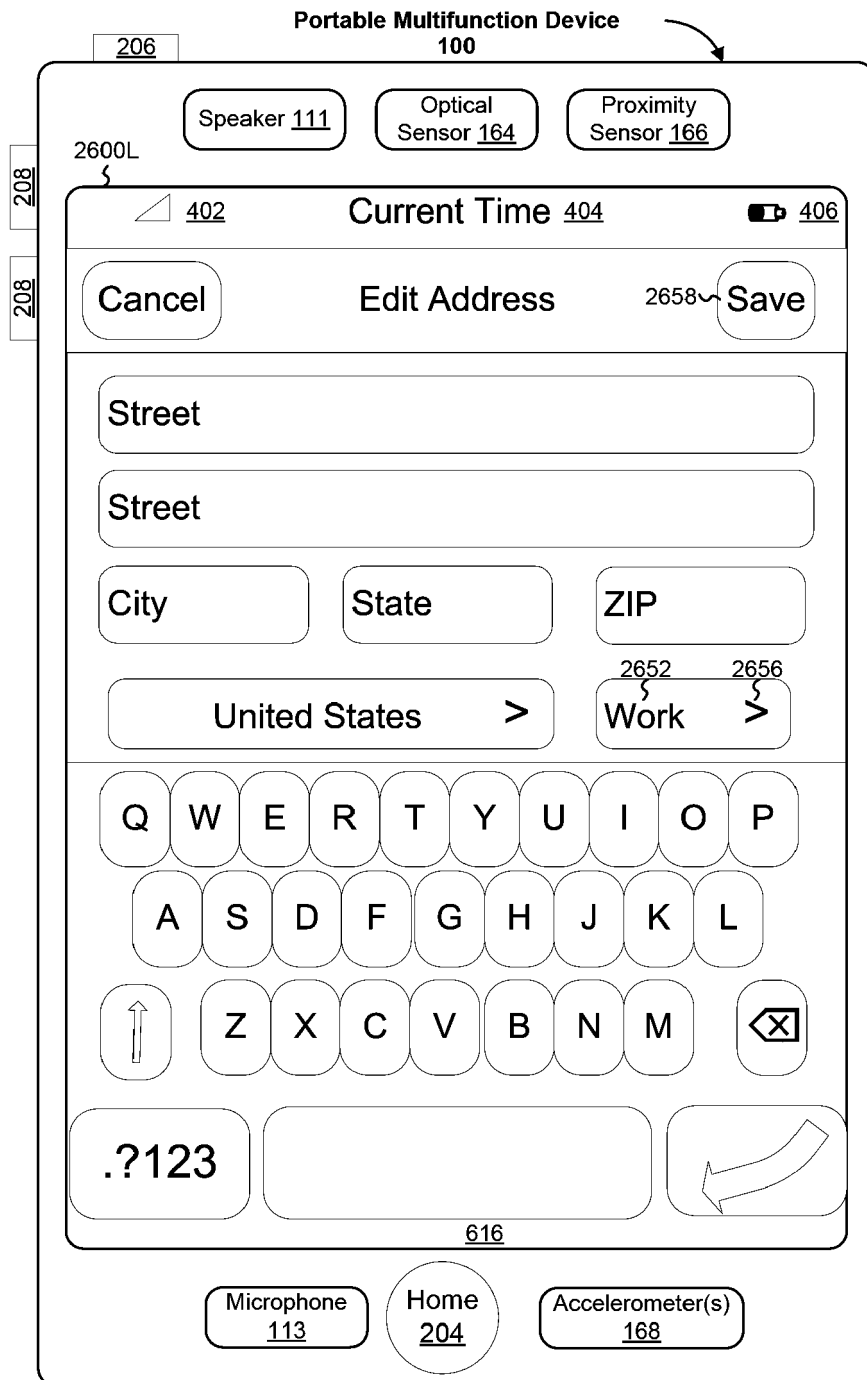 Portable Multifunction Device
100
206
Speaker 111
Optical
Sensor 164
Proximity
Sensor 166
2600L
208
402
Current Time 404
406
208
Cancel
Edit Address
2658
Save
Street
Street
City
State
ZIP
2652
2656
United States >
Work >
Q W E R T Y U I O P
A S D F G H J K L
Z X C V B N M
.?123
616
Microphone
113
Home
204
Accelerometer(s)
168